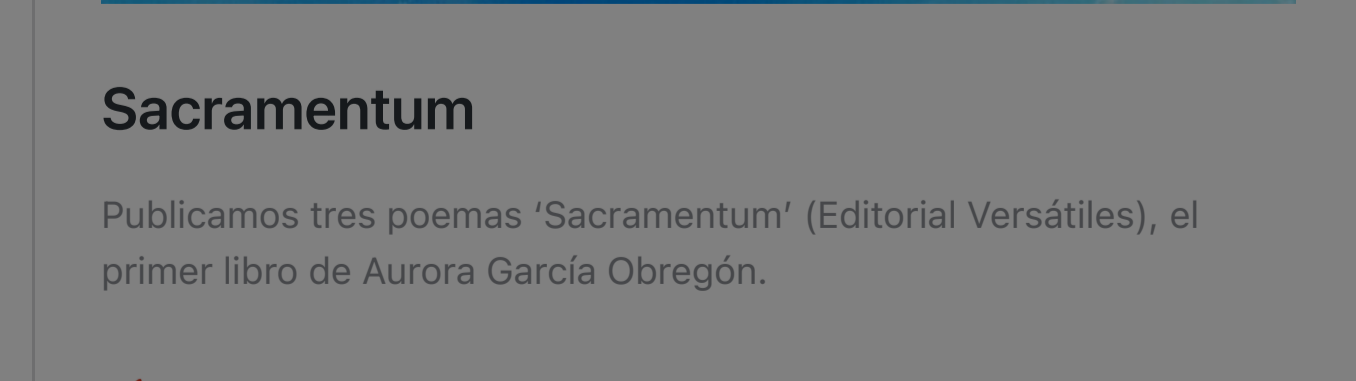 Sacramentum
Publicamos tres poemas ‘Sacramentum’ (Editorial Versátiles), el
primer libro de Aurora García Obregón.